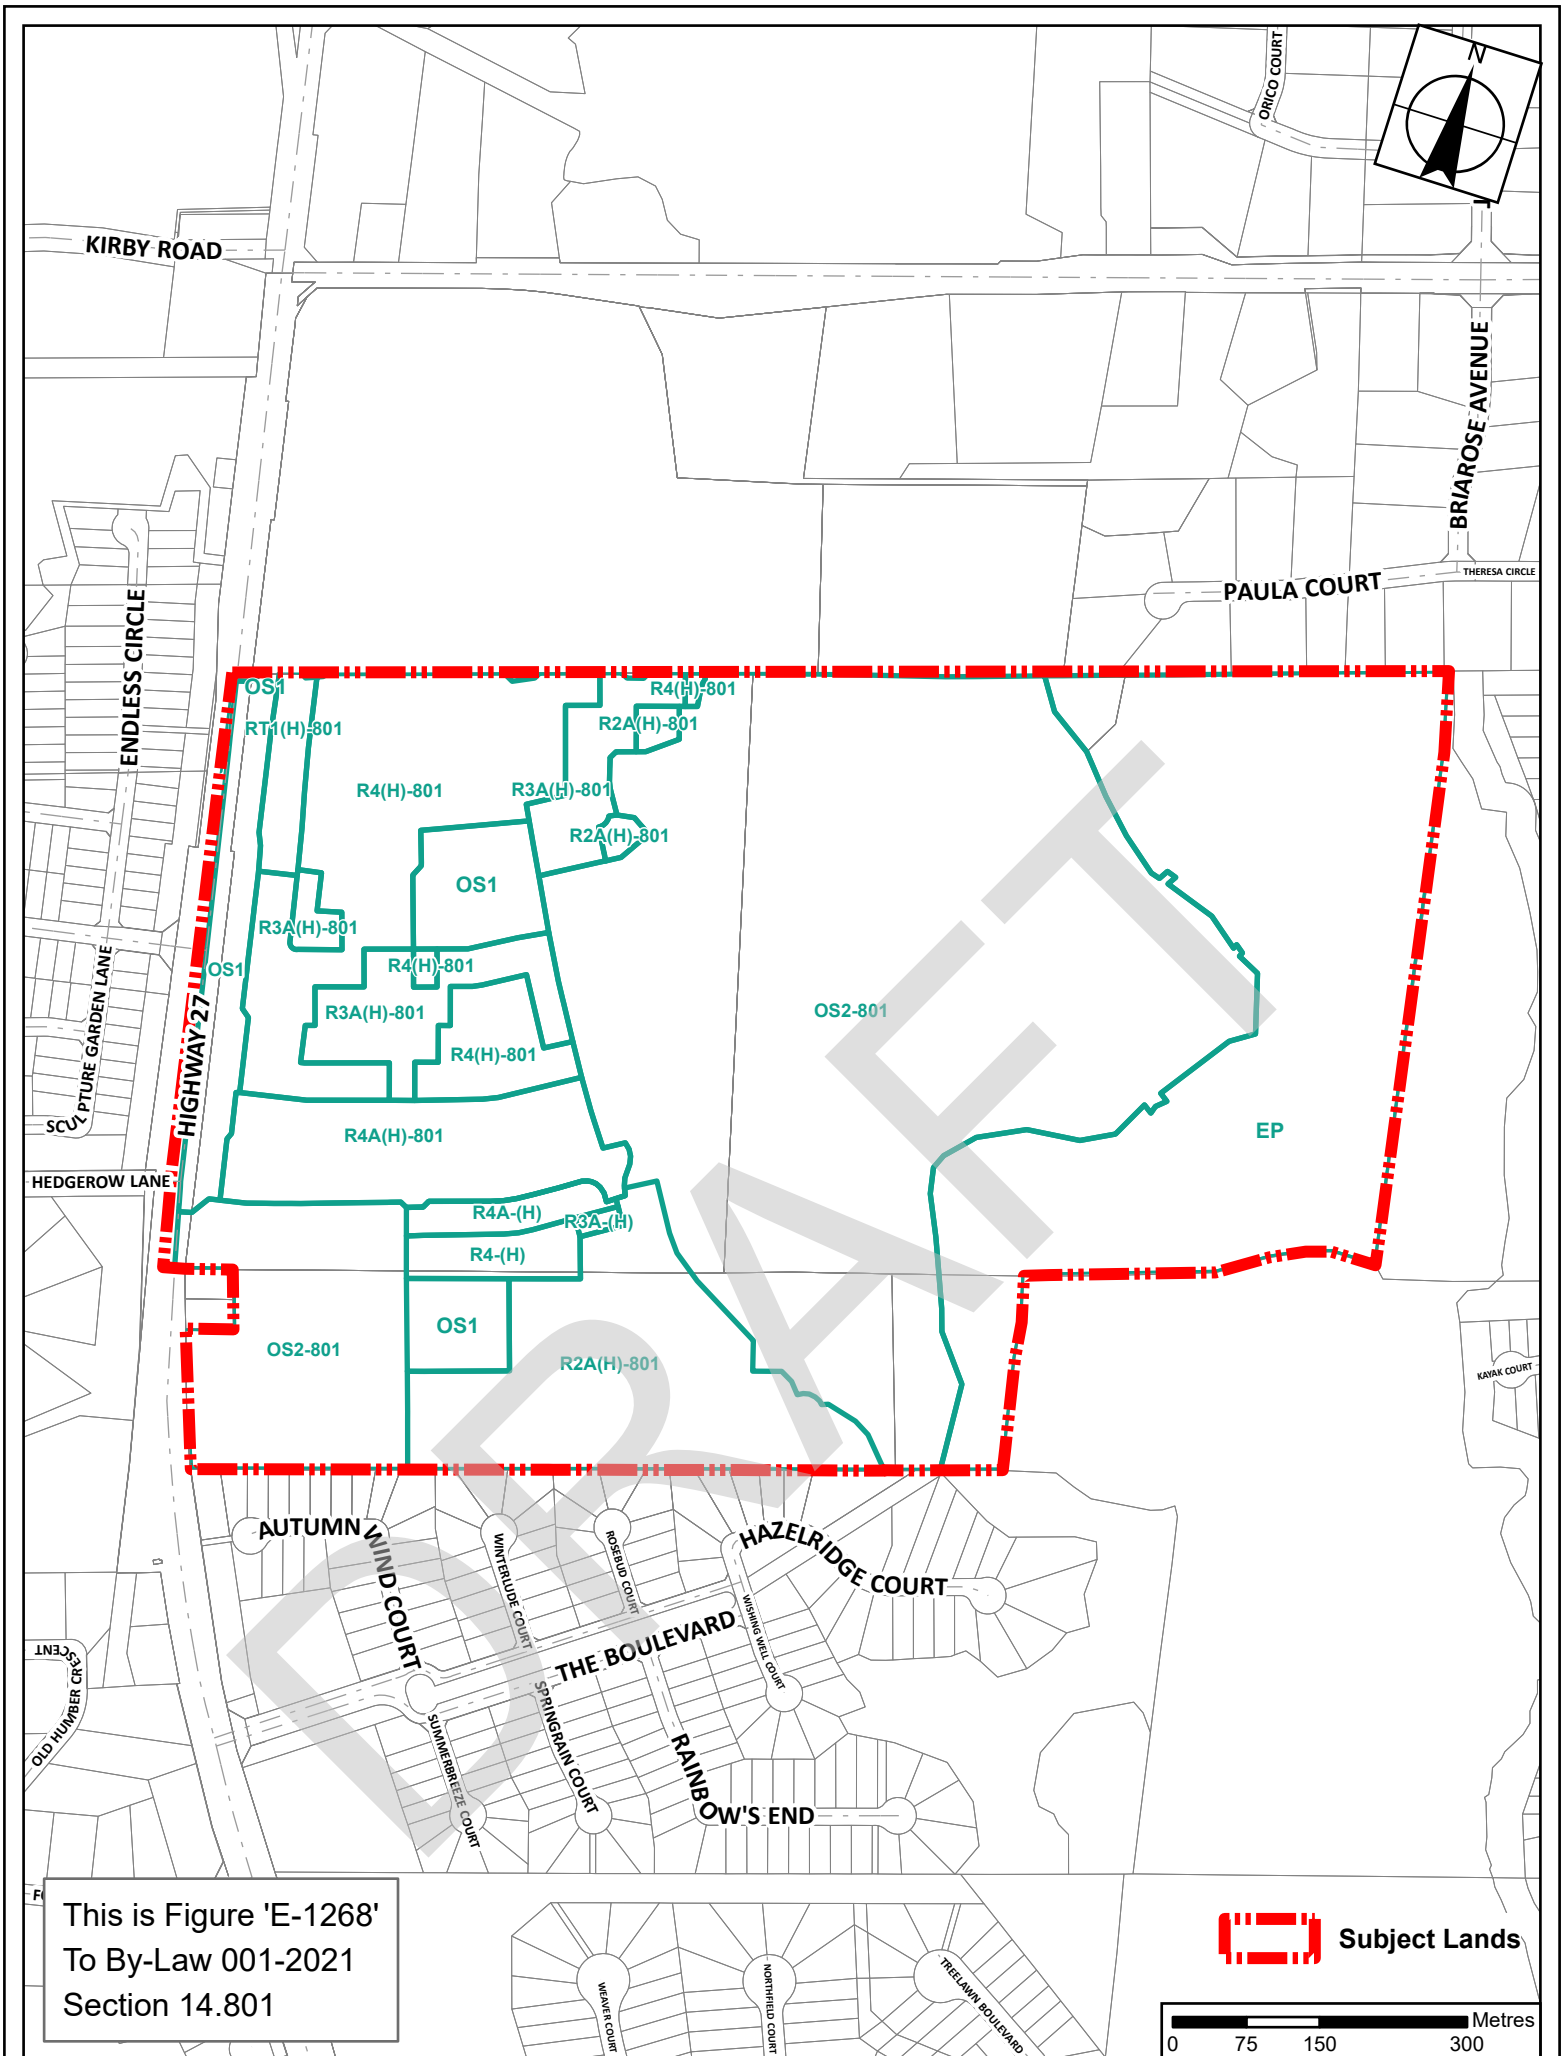 ORICO COURT
N
KIRBY ROAD
BRIAROSE AVENUE
THERESA CIRCLE
PAULA COURT
ENDLESS CIRCLE
OS1
R4(H)-801
RT1(H)-801
R2A(H)-801
R4(H)-801
R3A(H)-801
R2A(H)-801
OS1
R3A(H)-801
R4(H)-801
OS1
R3A(H)-801
OS2-801
R4(H)-801
SCULPTURE GARDEN LANE
HIGHWAY 27
R4A(H)-801
EP
HEDGEROW LANE
R4A-(H)
R3A-(H)
R4-(H)
OS1
OS2-801
R2A(H)-801
KAYAK COURT
DRAFT
AUTUMN WIND COURT
WINTERLUDE COURT
ROSEBUD COURT
HAZELRIDGE COURT
WISHING WELL COURT
THE BOULEVARD
OLD HUMBER CRESCENT
SUMMERBREEZE COURT
SPRINGRAIN COURT
RAINBOW'S END
This is Figure 'E-1268'
To By-Law 001-2021
Section 14.801
WEAVER COURT
NORTHFIELD COURT
TREELAWN BOULEVARD
Subject Lands
Metres
0 75 150 300